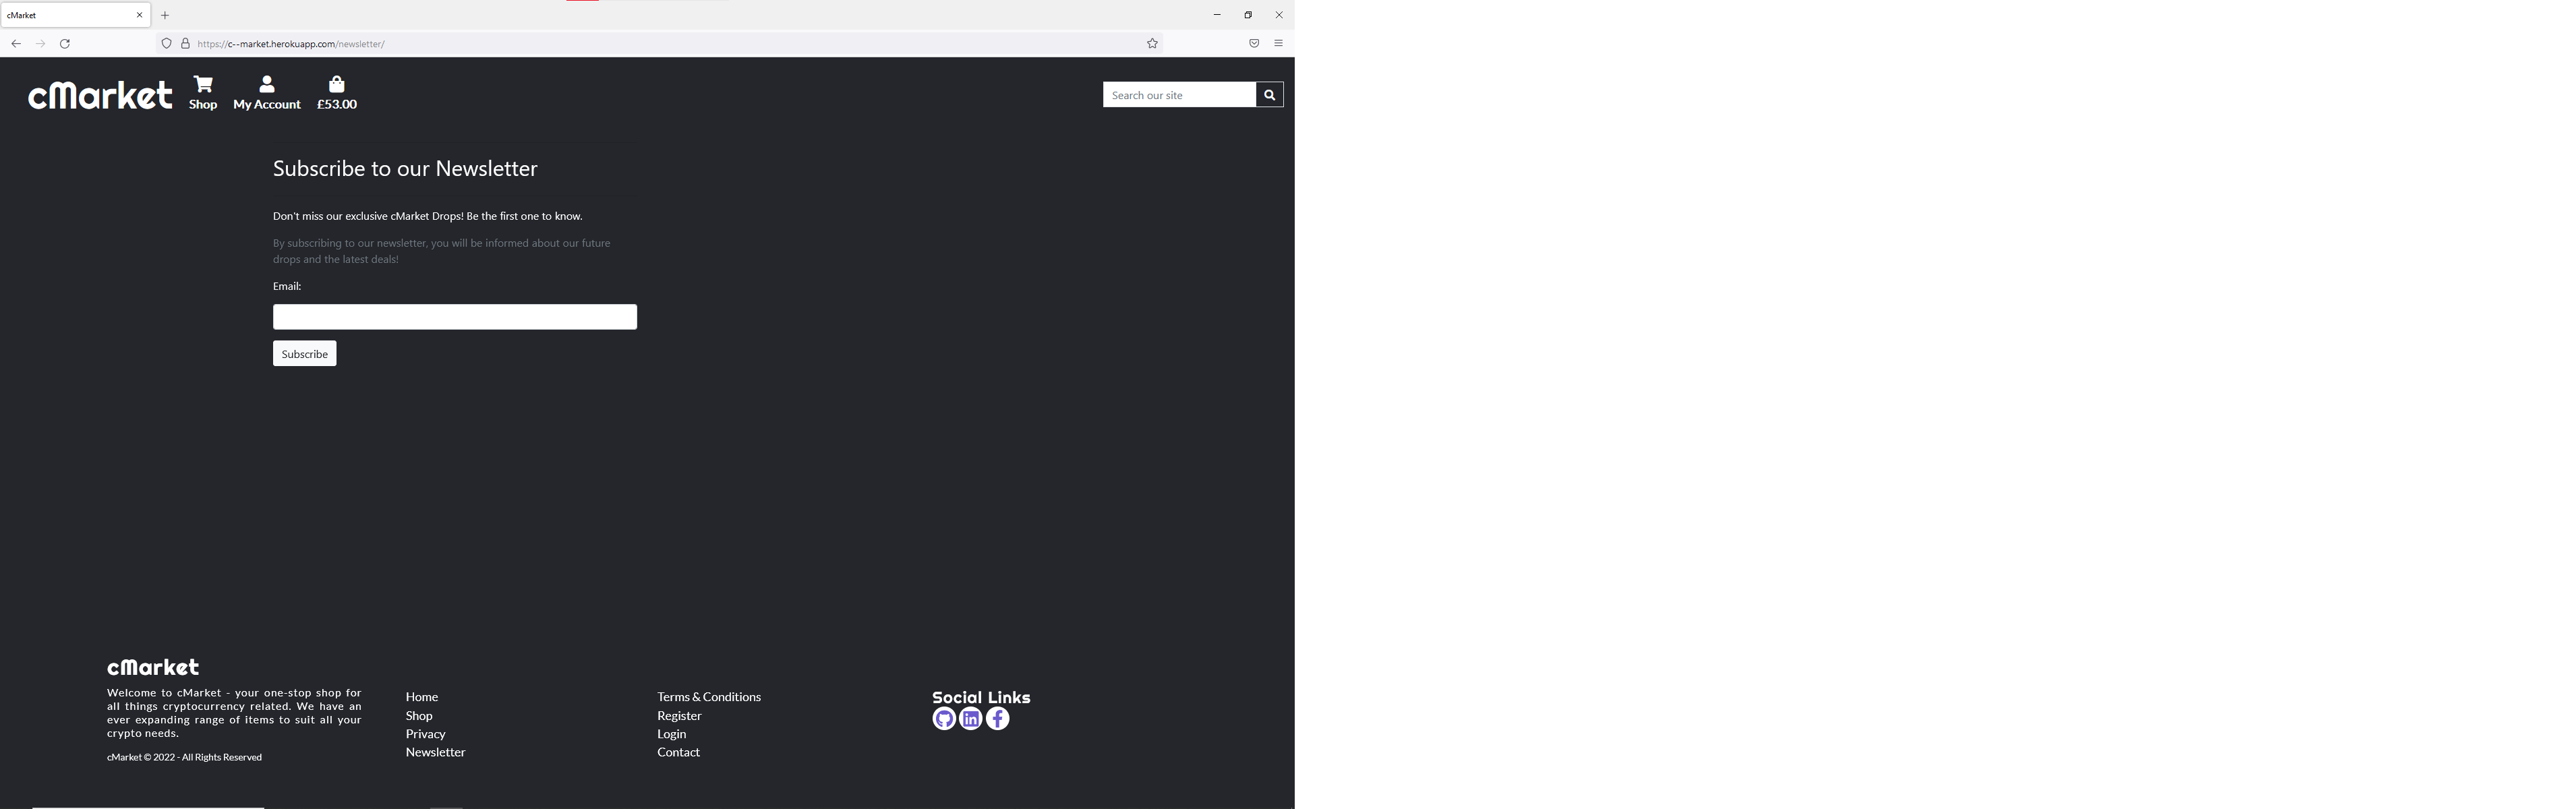 cMarket
https://c--market.herokuapp.com/newsletter/
cMarket
Shop
My Account
£53.00
Search our site
Subscribe to our Newsletter
Don't miss our exclusive cMarket Drops! Be the first one to know.
By subscribing to our newsletter, you will be informed about our future
drops and the latest deals!
Email:
Subscribe
cMarket
Welcome to cMarket - your one-stop shop for
all things cryptocurrency related. We have an
ever expanding range of items to suit all your
crypto needs.
cMarket © 2022 - All Rights Reserved
Home
Shop
Privacy
Newsletter
Terms & Conditions
Register
Login
Contact
Social Links